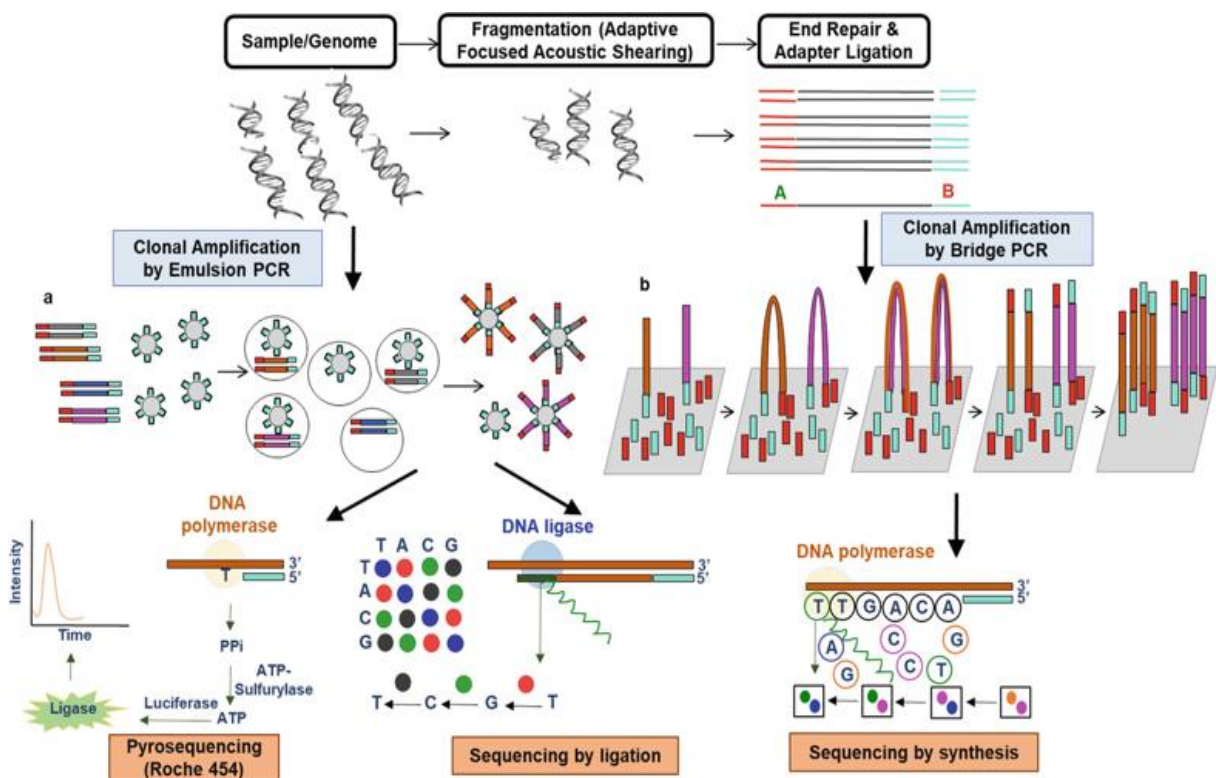 Sample/Genome
Fragmentation (Adaptive
Focused Acoustic Shearing)
End Repair &
Adapter Ligation
A
B
Clonal Amplification
by Emulsion PCR
Clonal Amplification
by Bridge PCR
a
b
DNA
polymerase
T
3'
5'
Intensity
Time
PPi
ATP-
Sulfurylase
Luciferase
ATP
Ligase
Pyrosequencing
(Roche 454)
DNA ligase
T A C G
T
A
C
G
3'
5'
T C G T
Sequencing by ligation
DNA polymerase
3'
5'
T T G A C A
A G C C T G
Sequencing by synthesis